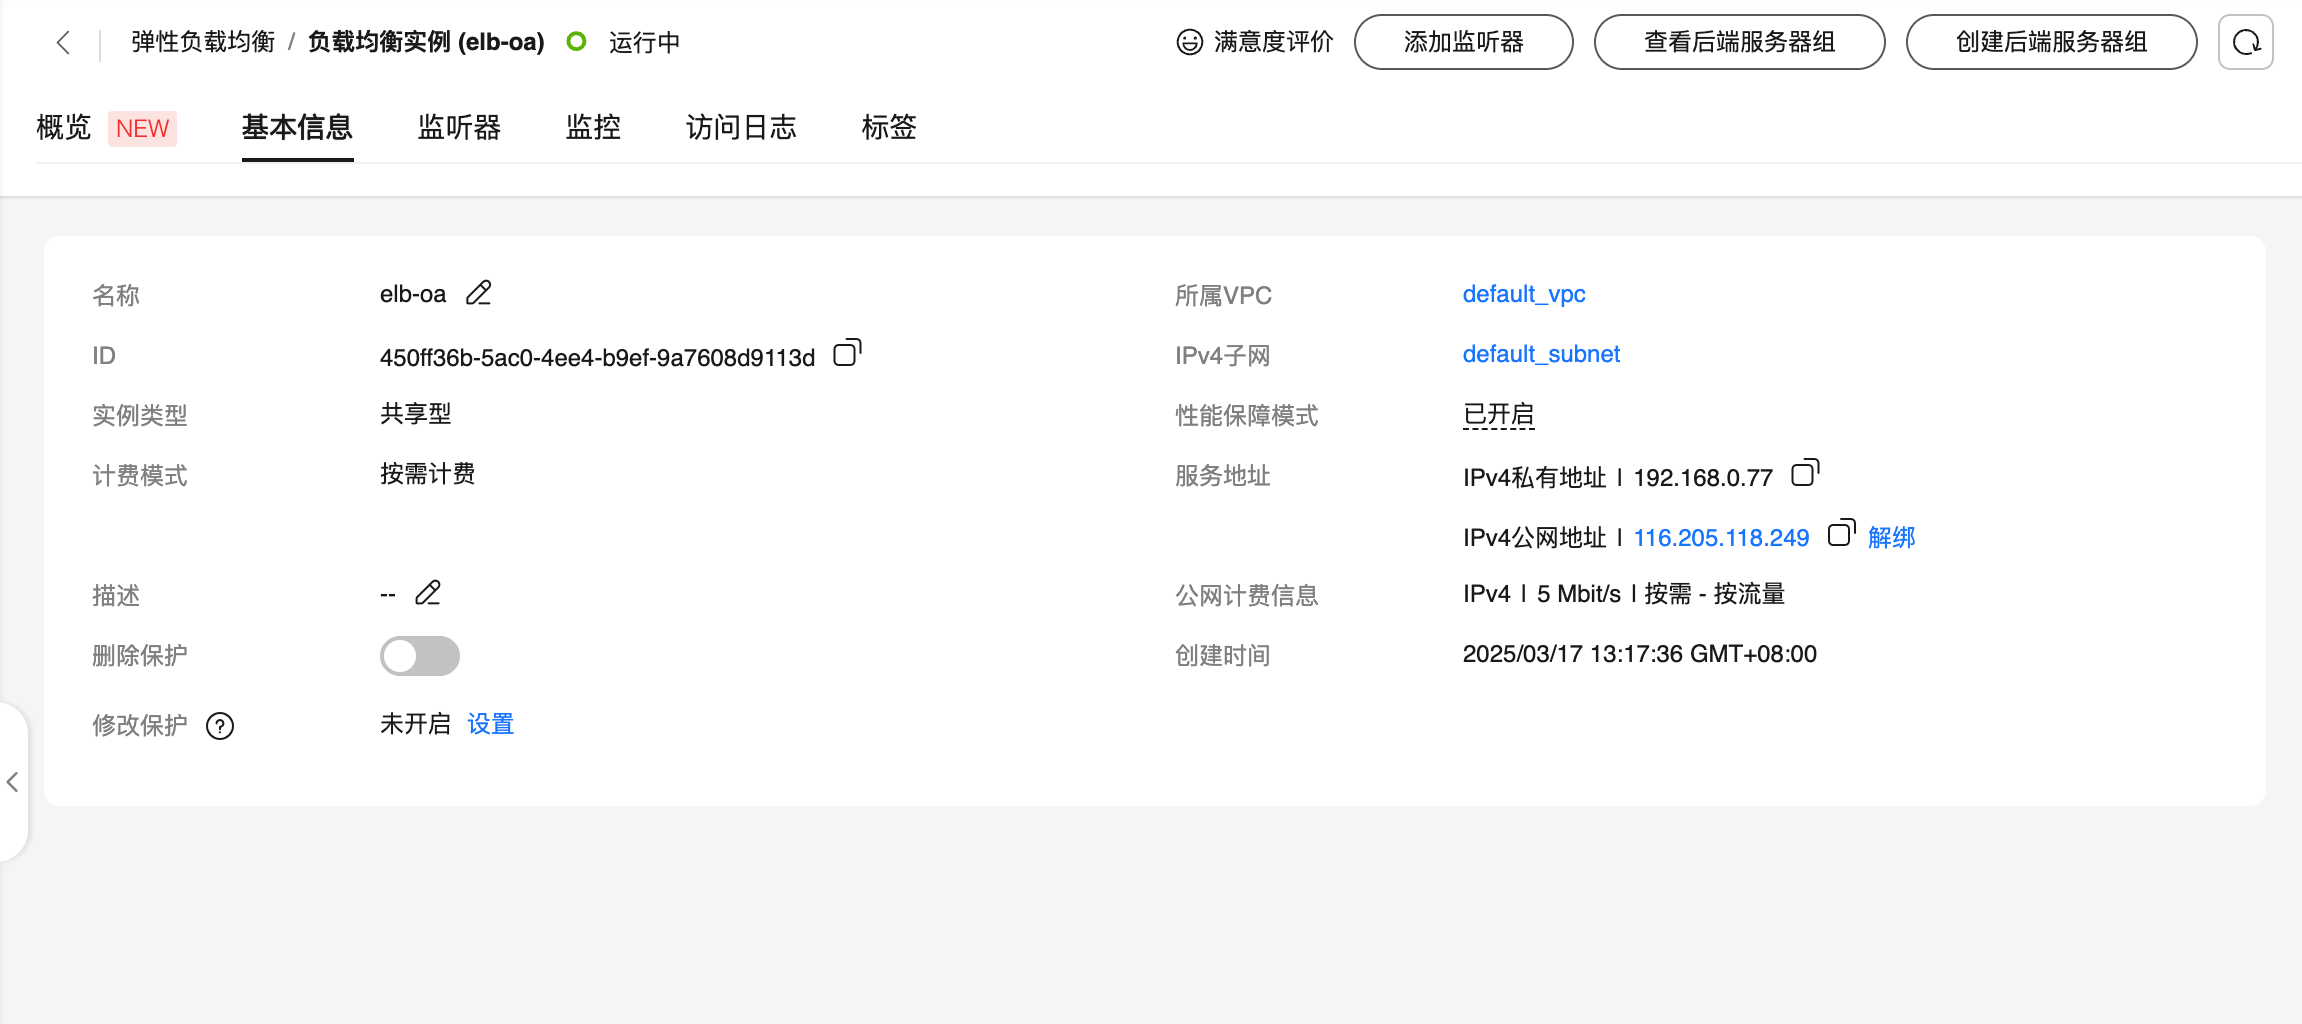 弹性负载均衡 / 负载均衡实例 (elb-oa) 运行中 满意度评价 添加监听器 查看后端服务器组 创建后端服务器组
概览 NEW 基本信息 监听器 监控 访问日志 标签
名称 elb-oa
所属VPC default_vpc
ID 450ff36b-5ac0-4ee4-b9ef-9a7608d9113d
IPv4子网 default_subnet
实例类型 共享型
性能保障模式 已开启
计费模式 按需计费
服务地址 IPv4私有地址 | 192.168.0.77
IPv4公网地址 | 116.205.118.249 解绑
描述 --
公网计费信息 IPv4 | 5 Mbit/s | 按需 - 按流量
删除保护
创建时间 2025/03/17 13:17:36 GMT+08:00
修改保护 ? 未开启 设置